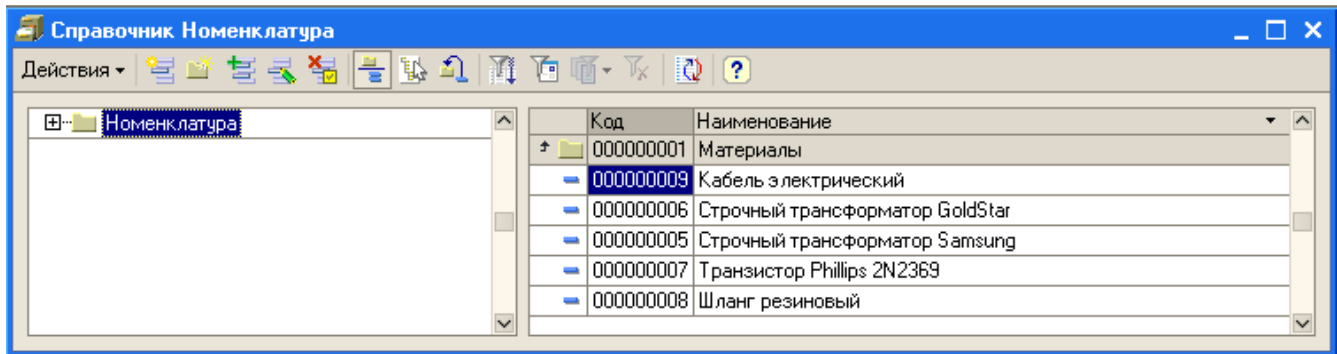 Справочник Номенклатура
Действия
Номенклатура
Код Наименование
000000001 Материалы
000000009 Кабель электрический
000000006 Строчный трансформатор GoldStar
000000005 Строчный трансформатор Samsung
000000007 Транзистор Phillips 2N2369
000000008 Шланг резиновый